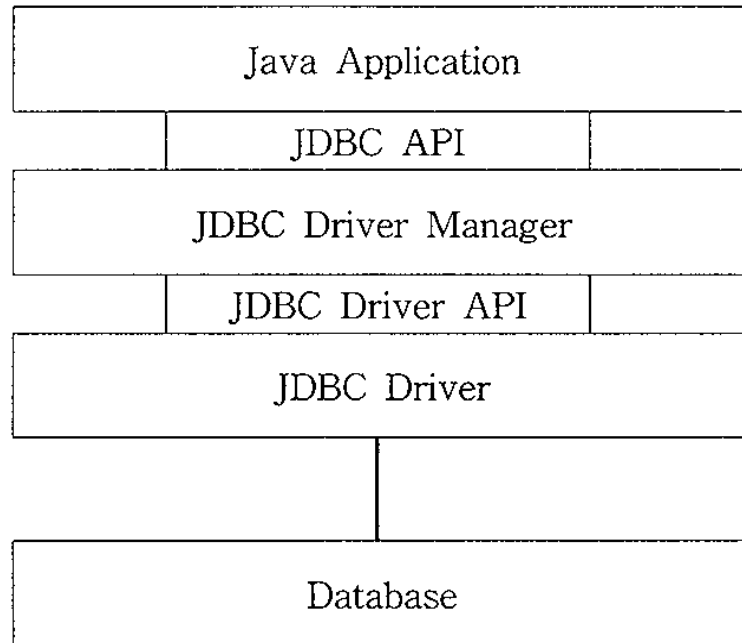 Java Application
JDBC API
JDBC Driver Manager
JDBC Driver API
JDBC Driver
Database